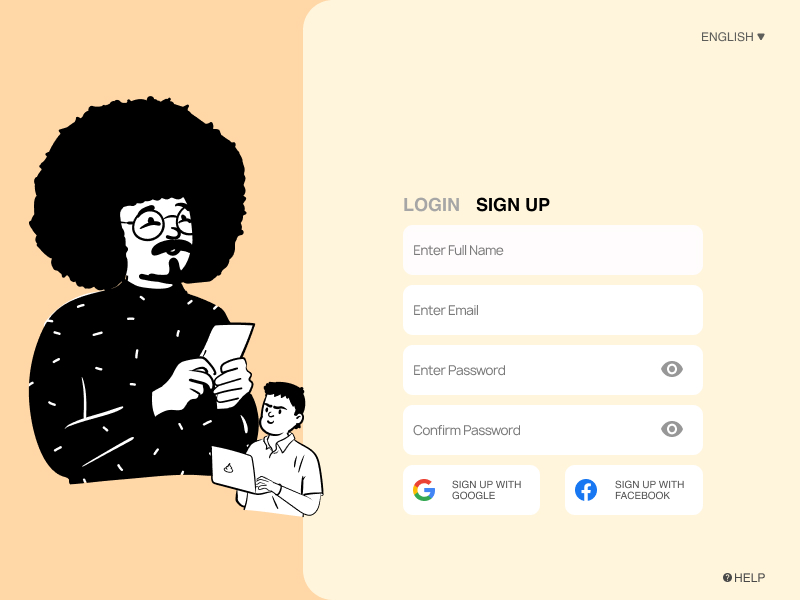 ENGLISH ▼
LOGIN SIGN UP
Enter Full Name
Enter Email
Enter Password
Confirm Password
SIGN UP WITH
GOOGLE
SIGN UP WITH
FACEBOOK
HELP